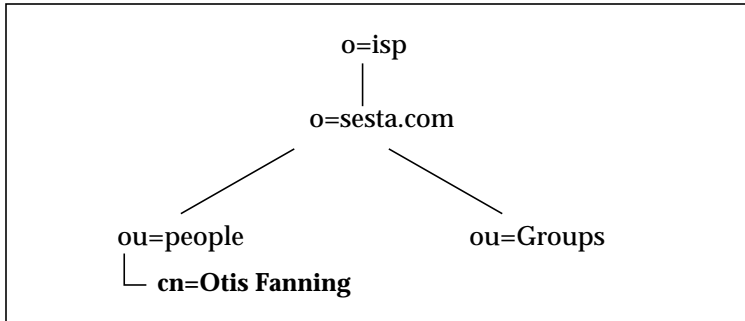 o=isp
o=sesta.com
ou=people
ou=Groups
cn=Otis Fanning